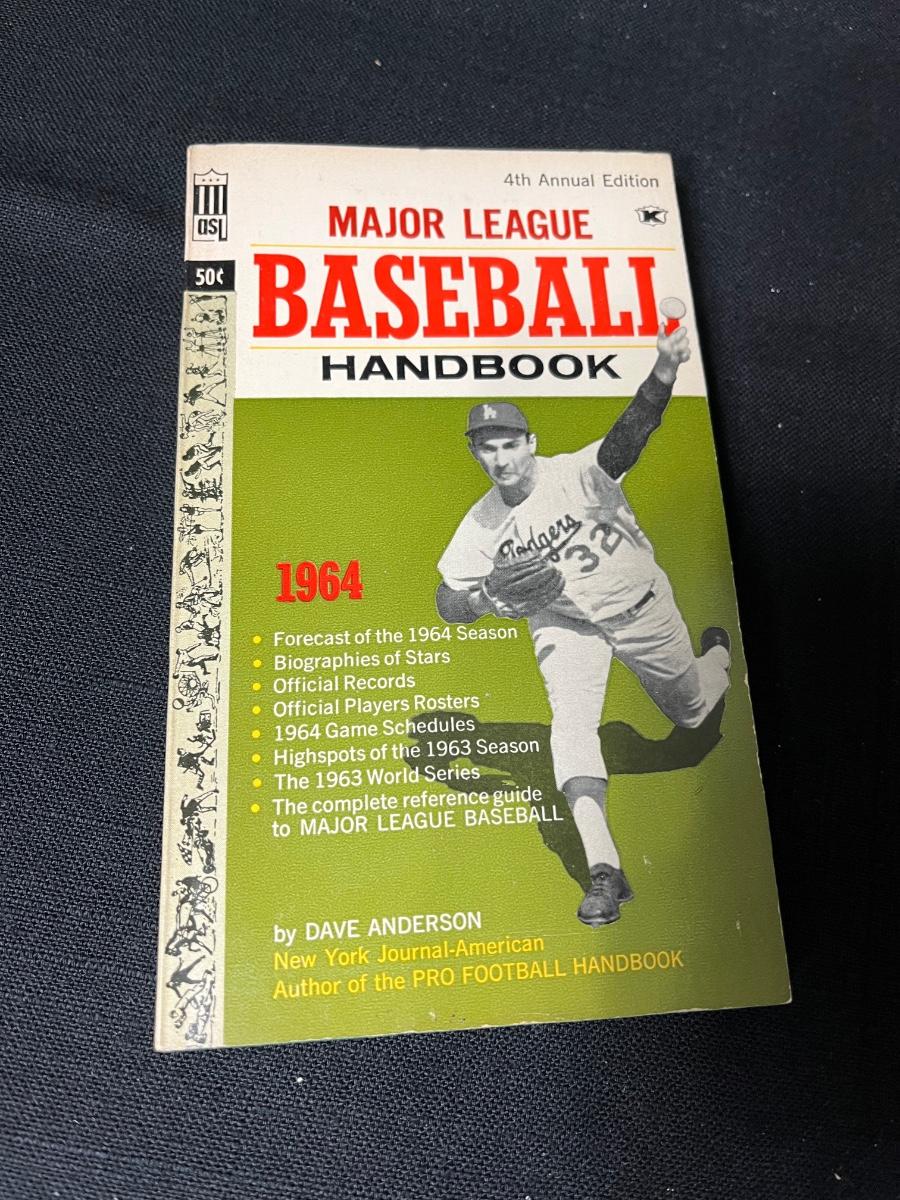 4th Annual Edition
asl
K
MAJOR LEAGUE
50¢
BASEBALL
HANDBOOK
LA
Dodgers
32
1964
• Forecast of the 1964 Season
• Biographies of Stars
• Official Records
• Official Players Rosters
• 1964 Game Schedules
• Highspots of the 1963 Season
• The 1963 World Series
• The complete reference guide
to MAJOR LEAGUE BASEBALL
by DAVE ANDERSON
New York Journal-American
Author of the PRO FOOTBALL HANDBOOK